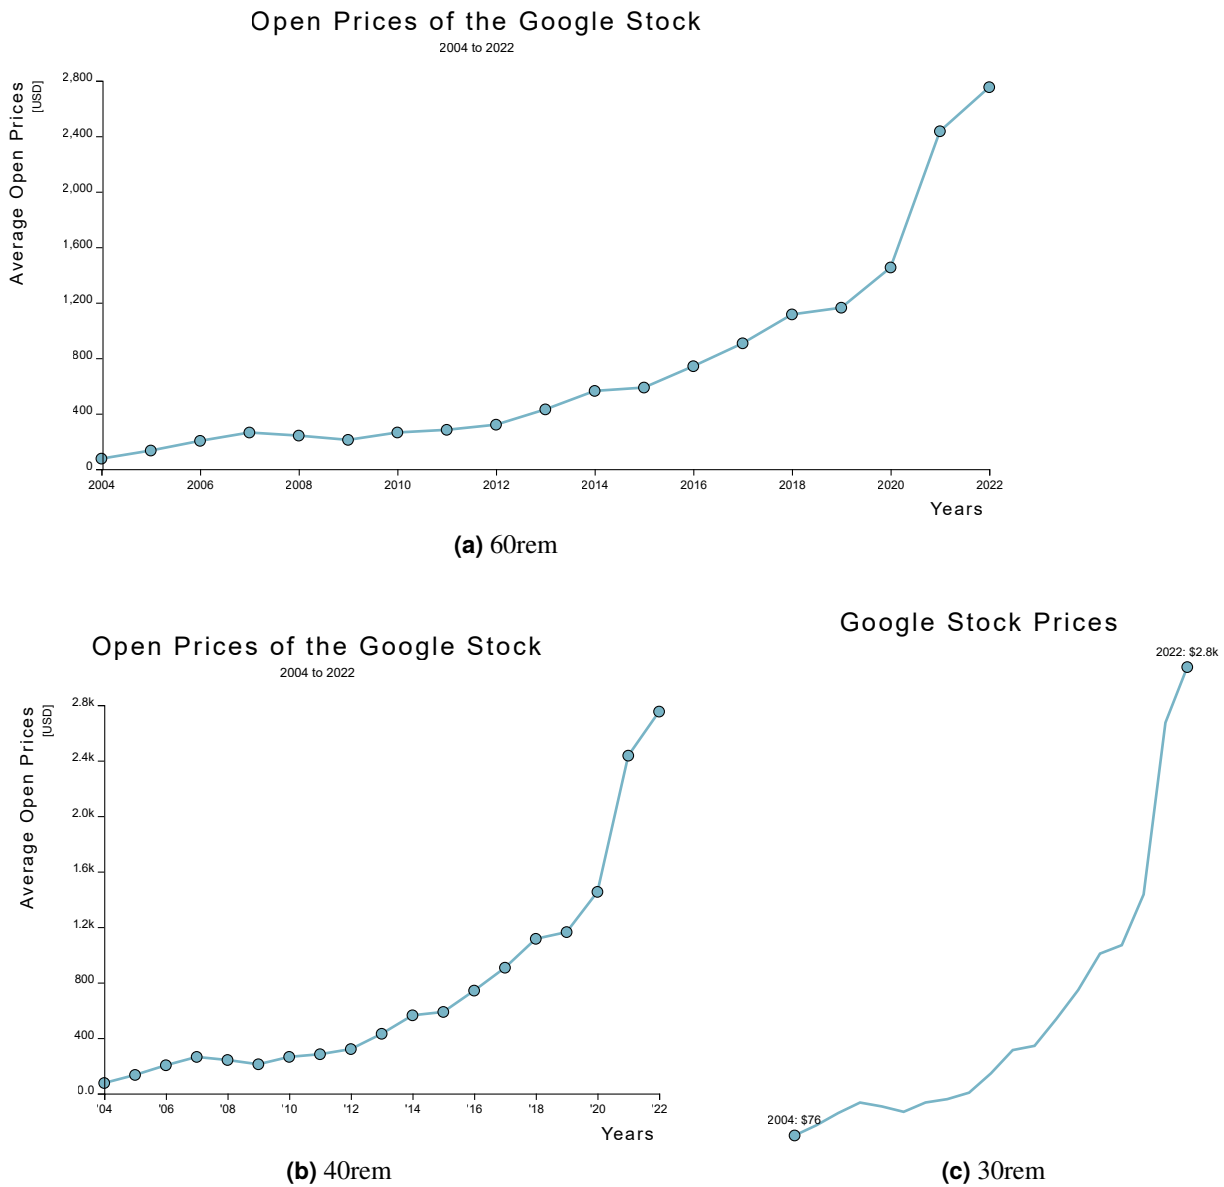 Open Prices of the Google Stock
2004 to 2022
Average Open Prices
[USD]
2,800
2,400
2,000
1,600
1,200
800
400
0
2004 2006 2008 2010 2012 2014 2016 2018 2020 2022
Years
(a) 60rem
Open Prices of the Google Stock
2004 to 2022
Average Open Prices
[USD]
2.8k
2.4k
2.0k
1.6k
1.2k
800
400
0.0
'04 '06 '08 '10 '12 '14 '16 '18 '20 '22
Years
(b) 40rem
Google Stock Prices
2022: $2.8k
2004: $76
(c) 30rem